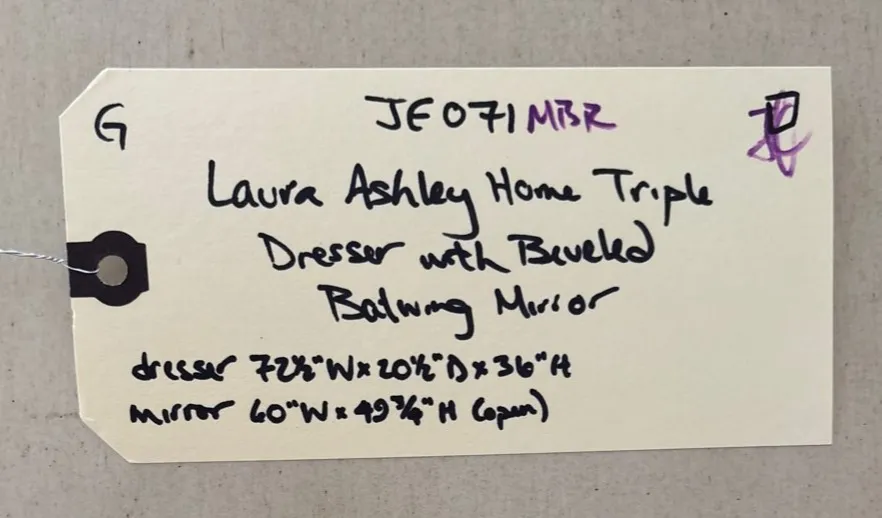 G
JE071 MBR
Laura Ashley Home Triple
Dresser with Beveled
Batwing Mirror
dresser 72½"W x 20½"D x 36"H
mirror 60"W x 49¾"H (open)